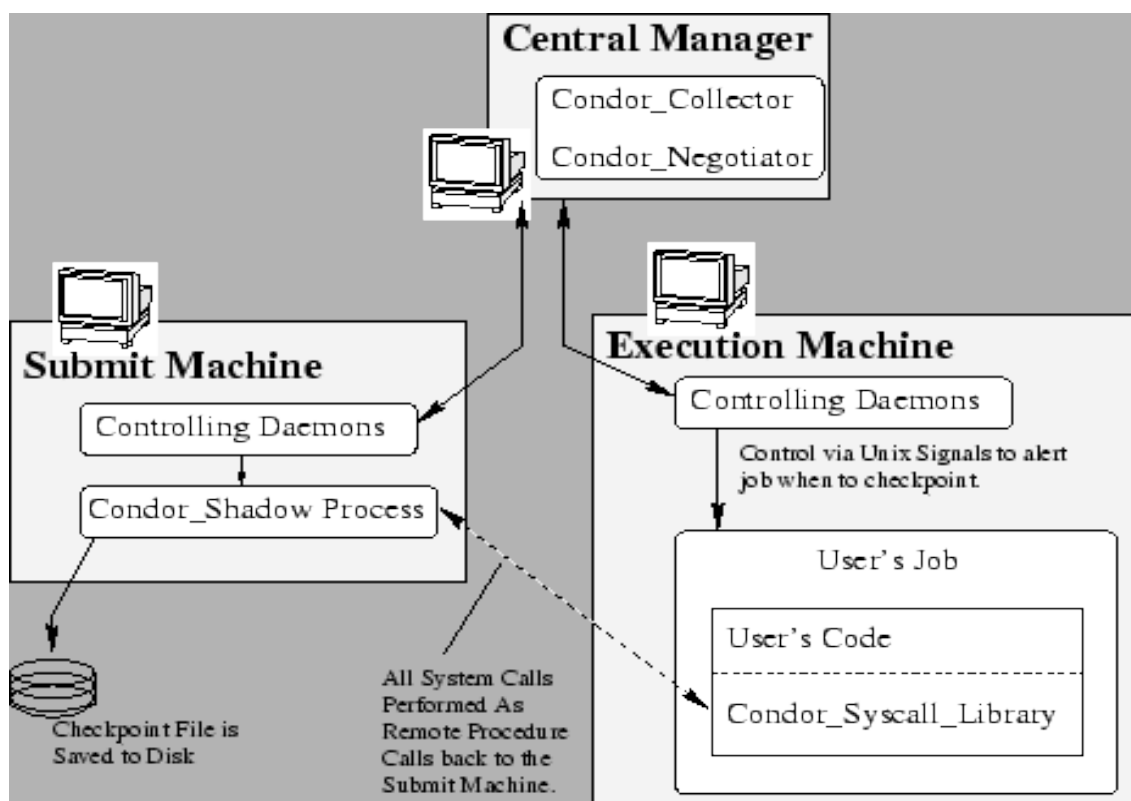 Central Manager
Condor_Collector
Condor_Negotiator
Submit Machine
Controlling Daemons
Condor_Shadow Process
Checkpoint File is
Saved to Disk
All System Calls
Performed As
Remote Procedure
Calls back to the
Submit Machine.
Execution Machine
Controlling Daemons
Control via Unix Signals to alert
job when to checkpoint.
User's Job
User's Code
Condor_Syscall_Library